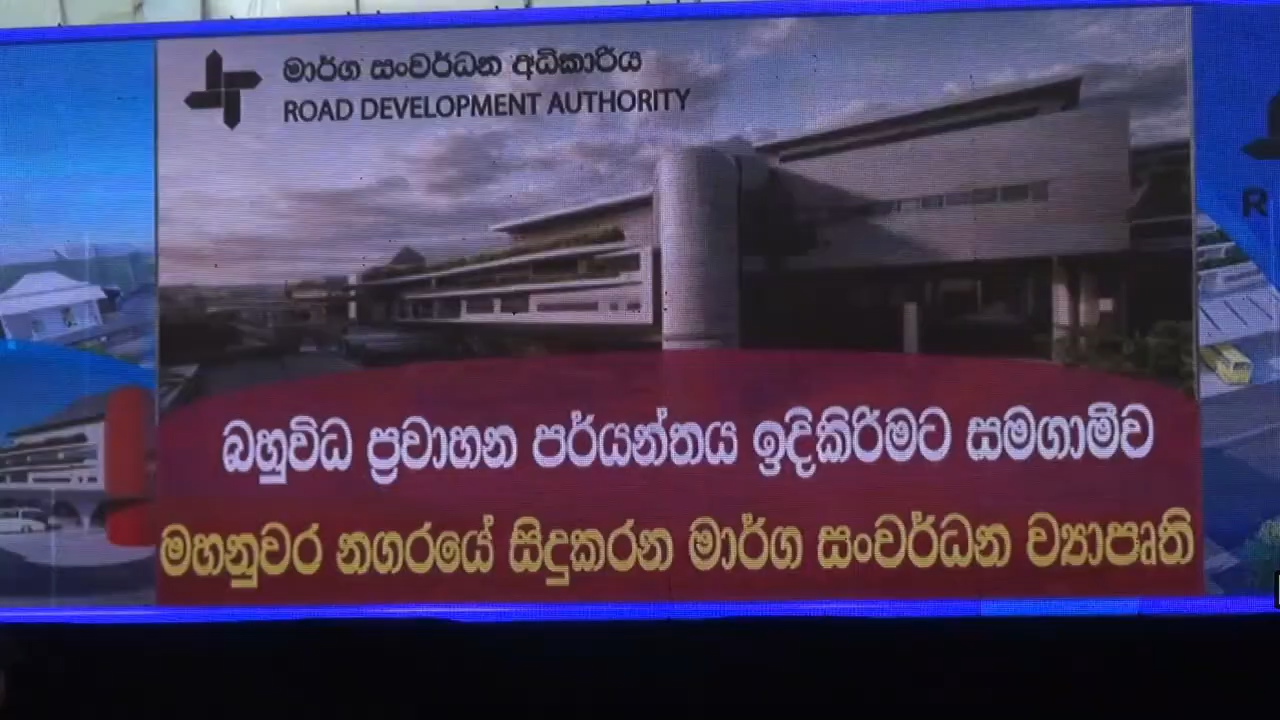 මාර්ග සංවර්ධන අධිකාරිය
ROAD DEVELOPMENT AUTHORITY
බහුවිධ ප්‍රවාහන පර්යන්තය ඉදිකිරීමට සමගාමීව
මහනුවර නගරයේ සිදුකරන මාර්ග සංවර්ධන ව්‍යාපෘති
R